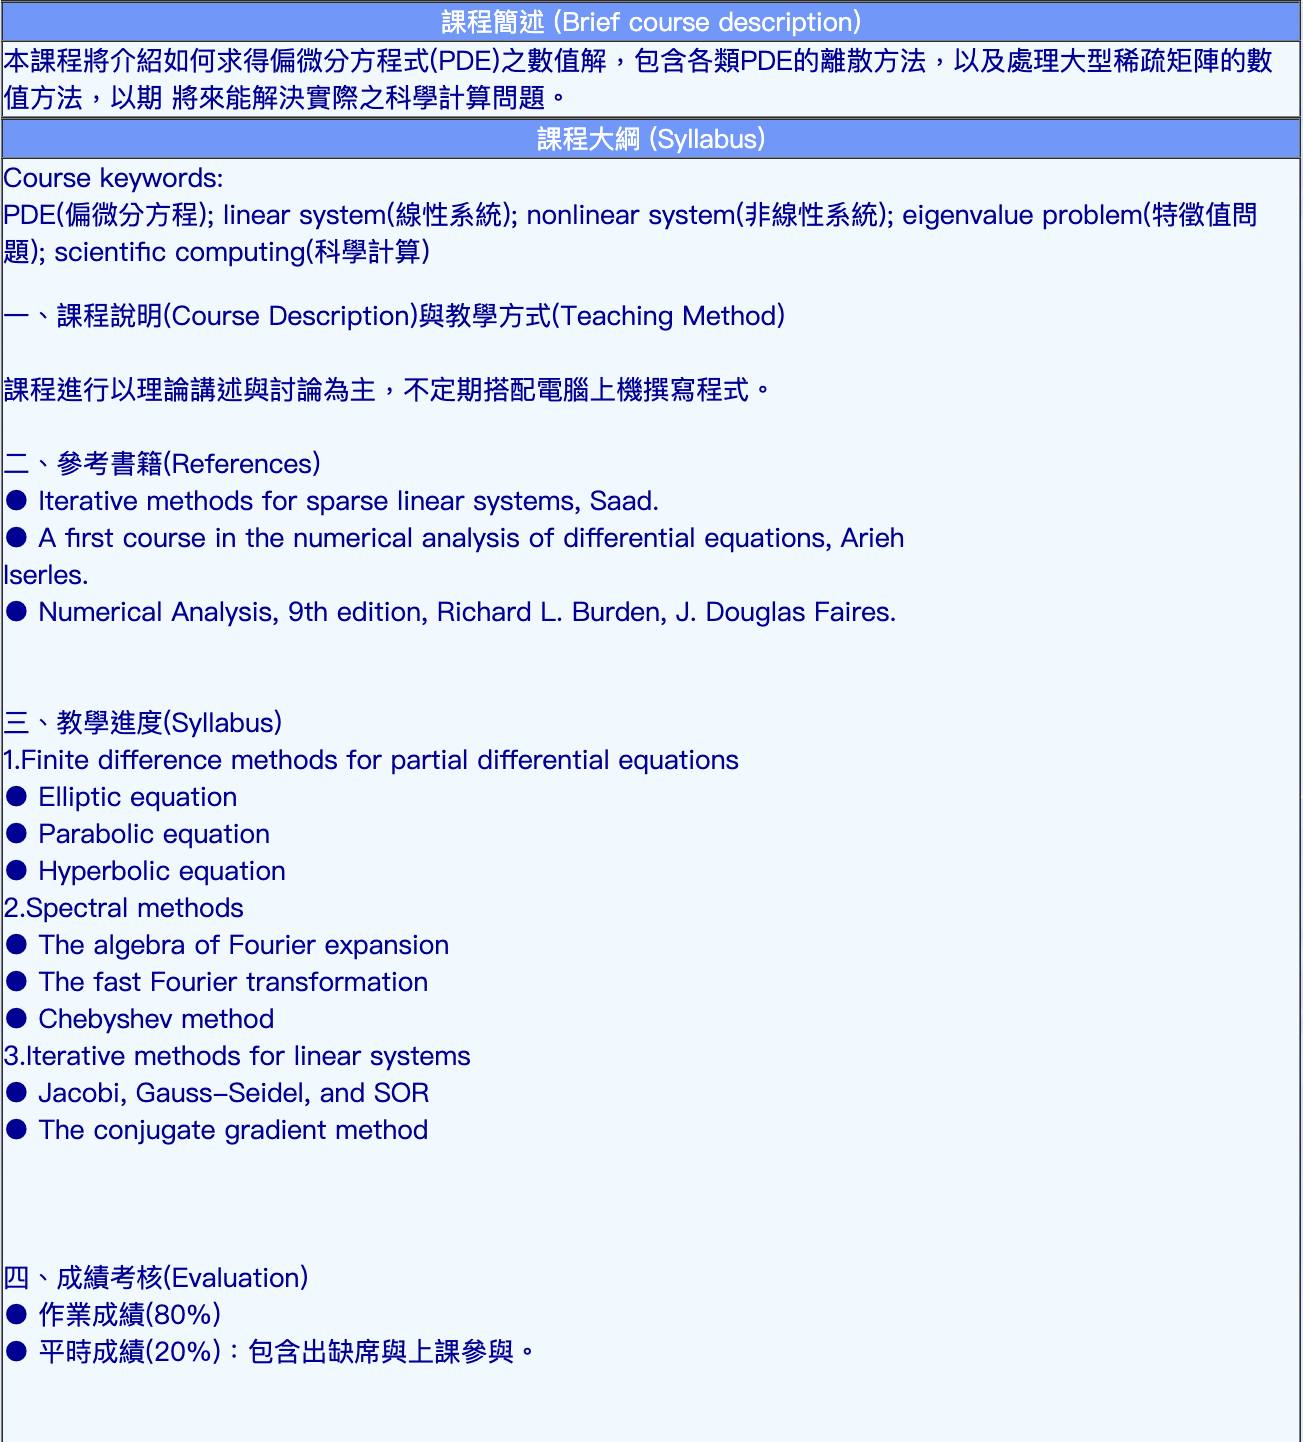 課程簡述 (Brief course description)
本課程將介紹如何求得偏微分方程式(PDE)之數值解，包含各類PDE的離散方法，以及處理大型稀疏矩陣的數
值方法，以期 將來能解決實際之科學計算問題。
課程大綱 (Syllabus)
Course keywords:
PDE(偏微分方程); linear system(線性系統); nonlinear system(非線性系統); eigenvalue problem(特徵值問
題); scientific computing(科學計算)
一、課程說明(Course Description)與教學方式(Teaching Method)
課程進行以理論講述與討論為主，不定期搭配電腦上機撰寫程式。
二、參考書籍(References)
● Iterative methods for sparse linear systems, Saad.
● A first course in the numerical analysis of differential equations, Arieh
Iserles.
● Numerical Analysis, 9th edition, Richard L. Burden, J. Douglas Faires.
三、教學進度(Syllabus)
1.Finite difference methods for partial differential equations
● Elliptic equation
● Parabolic equation
● Hyperbolic equation
2.Spectral methods
● The algebra of Fourier expansion
● The fast Fourier transformation
● Chebyshev method
3.Iterative methods for linear systems
● Jacobi, Gauss–Seidel, and SOR
● The conjugate gradient method
四、成績考核(Evaluation)
● 作業成績(80%)
● 平時成績(20%)：包含出缺席與上課參與。